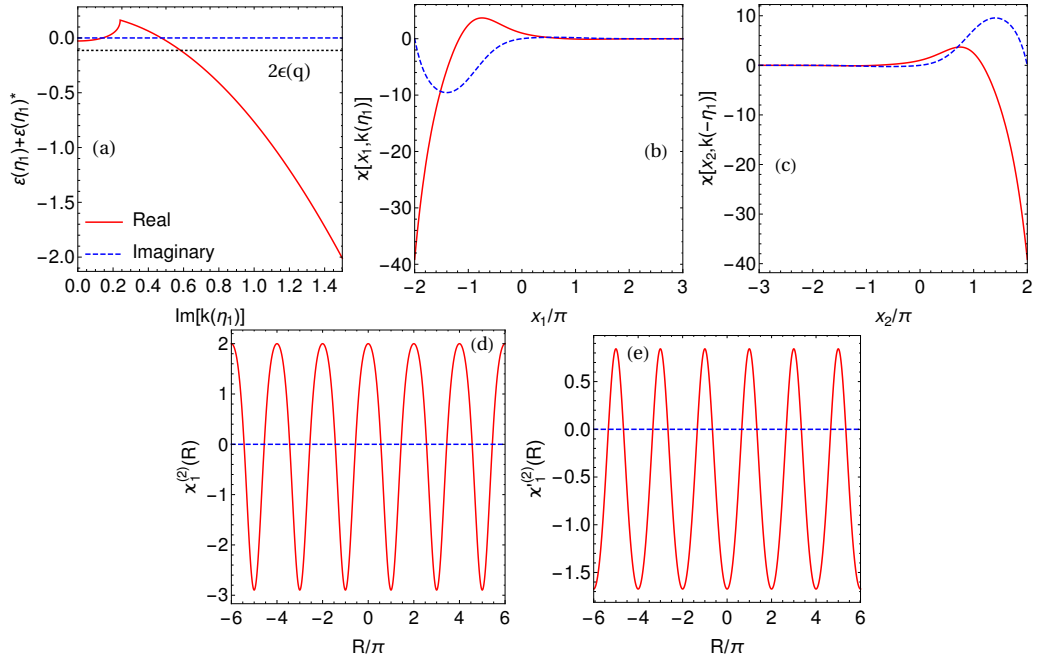 ε(η₁)+ε(η₁)*
0.0
−0.5
−1.0
−1.5
−2.0
2ϵ(q)
(a)
Real
Imaginary
0.0 0.2 0.4 0.6 0.8 1.0 1.2 1.4
Im[k(η₁)]
ϰ[x₁,k(η₁)]
0
−10
−20
−30
−40
(b)
−2 −1 0 1 2 3
x₁/π
ϰ[x₂,k(−η₁)]
0
−10
−20
−30
−40
(c)
−3 −2 −1 0 1 2
x₂/π
ϰ₁⁽²⁾(R)
2
1
0
−1
−2
−3
(d)
−6 −4 −2 0 2 4 6
R/π
ϰ'₁⁽²⁾(R)
0.5
0.0
−0.5
−1.0
−1.5
(e)
−6 −4 −2 0 2 4 6
R/π